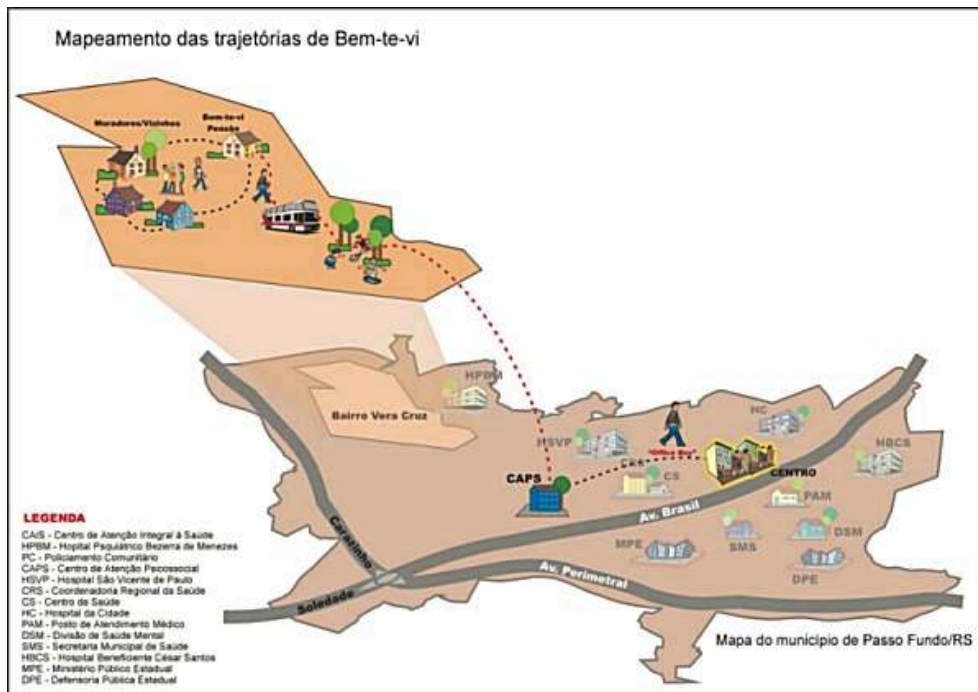 Mapeamento das trajetórias de Bem-te-vi
Moradores/Vizinhos
Bem-te-vi
Pensão
HPBM
Bairro Vera Cruz
HSVP
"Office Boy"
HC
HBCS
CAPS
CRS
CS
CENTRO
PAM
Av. Brasil
MPE
SMS
DSM
DPE
Carazinho
Soledade
Av. Perimetral
LEGENDA
CAIS - Centro de Atenção Integral à Saúde
HPBM - Hopital Psquiátrico Bezerra de Menezes
PC - Policiamento Comunitário
CAPS - Centro de Atenção Psicossocial
HSVP - Hospital São Vicente de Paulo
CRS - Coordenadoria Regional da Saúde
CS - Centro de Saúde
HC - Hospital da Cidade
PAM - Posto de Atendimento Médico
DSM - Divisão de Saúde Mental
SMS - Secretaria Municipal de Saúde
HBCS - Hospital Beneficente César Santos
MPE - Ministério Público Estadual
DPE - Defensoria Pública Estadual
Mapa do município de Passo Fundo/RS